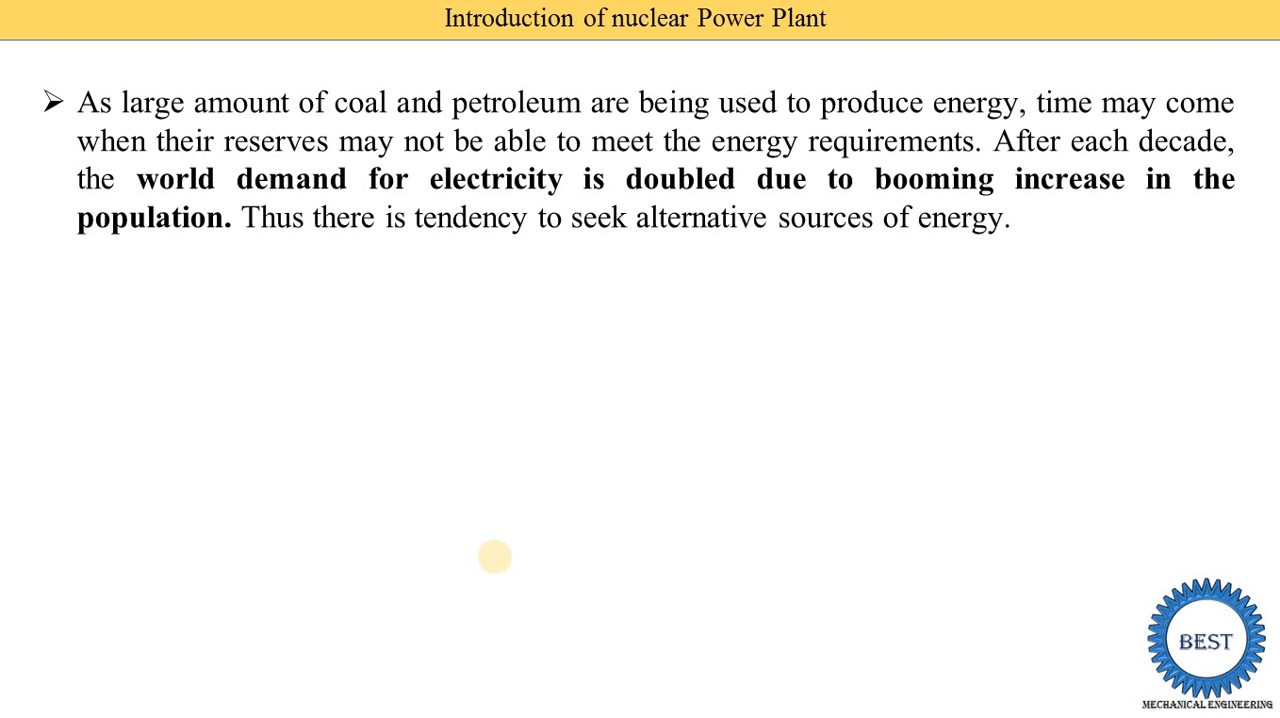 Introduction of nuclear Power Plant
As large amount of coal and petroleum are being used to produce energy, time may come
when their reserves may not be able to meet the energy requirements. After each decade,
the world demand for electricity is doubled due to booming increase in the
population. Thus there is tendency to seek alternative sources of energy.
BEST
MECHANICAL ENGINEERING